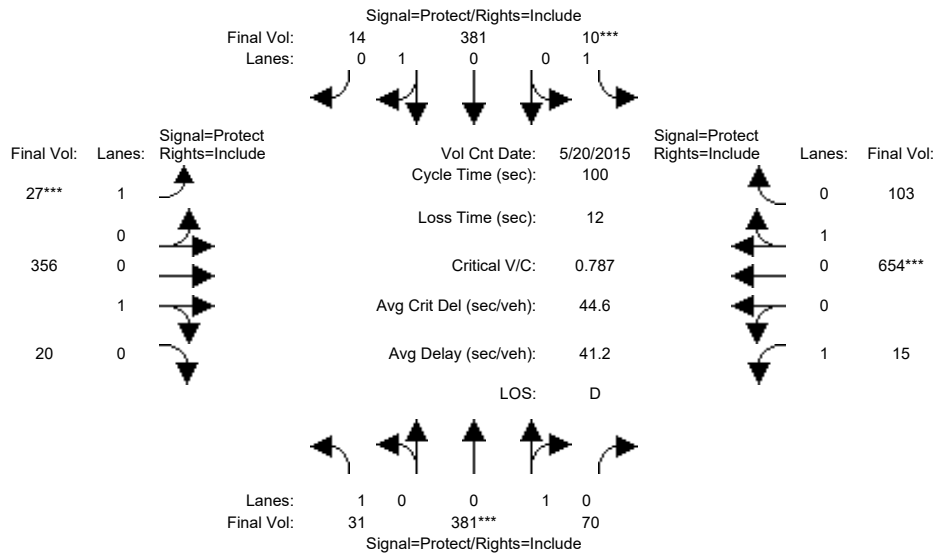 Signal=Protect/Rights=Include
Final Vol: 14 381 10***
Lanes: 0 1 0 0 1
Signal=Protect
Final Vol: Lanes: Rights=Include
Vol Cnt Date: 5/20/2015
Signal=Protect
Rights=Include Lanes: Final Vol:
Cycle Time (sec): 100
27*** 1
0 103
Loss Time (sec): 12
0
1
356 0
Critical V/C: 0.787
0 654***
1
Avg Crit Del (sec/veh): 44.6
0
20 0
Avg Delay (sec/veh): 41.2
1 15
LOS: D
Lanes: 1 0 0 1 0
Final Vol: 31 381*** 70
Signal=Protect/Rights=Include